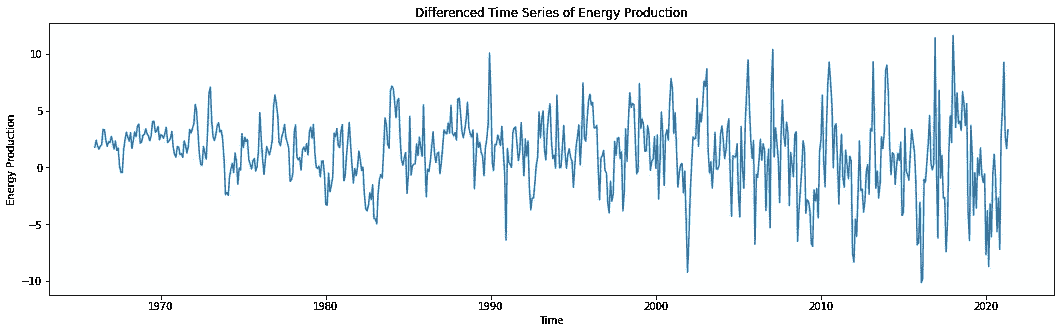 Differenced Time Series of Energy Production
Energy Production
10
5
0
−5
−10
1970 1980 1990 2000 2010 2020
Time